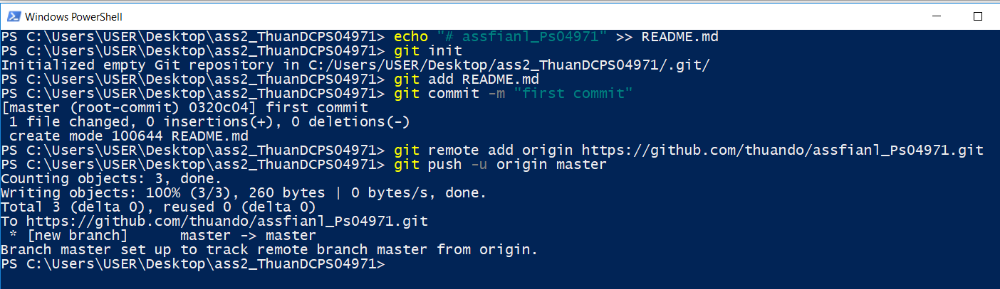 Windows PowerShell
PS C:\Users\USER\Desktop\ass2_ThuanDCPS04971> echo "# assfianl_Ps04971" >> README.md
PS C:\Users\USER\Desktop\ass2_ThuanDCPS04971> git init
Initialized empty Git repository in C:/Users/USER/Desktop/ass2_ThuanDCPS04971/.git/
PS C:\Users\USER\Desktop\ass2_ThuanDCPS04971> git add README.md
PS C:\Users\USER\Desktop\ass2_ThuanDCPS04971> git commit -m "first commit"
[master (root-commit) 0320c04] first commit
 1 file changed, 0 insertions(+), 0 deletions(-)
 create mode 100644 README.md
PS C:\Users\USER\Desktop\ass2_ThuanDCPS04971> git remote add origin https://github.com/thuando/assfianl_Ps04971.git
PS C:\Users\USER\Desktop\ass2_ThuanDCPS04971> git push -u origin master
Counting objects: 3, done.
Writing objects: 100% (3/3), 260 bytes | 0 bytes/s, done.
Total 3 (delta 0), reused 0 (delta 0)
To https://github.com/thuando/assfianl_Ps04971.git
 * [new branch]      master -> master
Branch master set up to track remote branch master from origin.
PS C:\Users\USER\Desktop\ass2_ThuanDCPS04971>